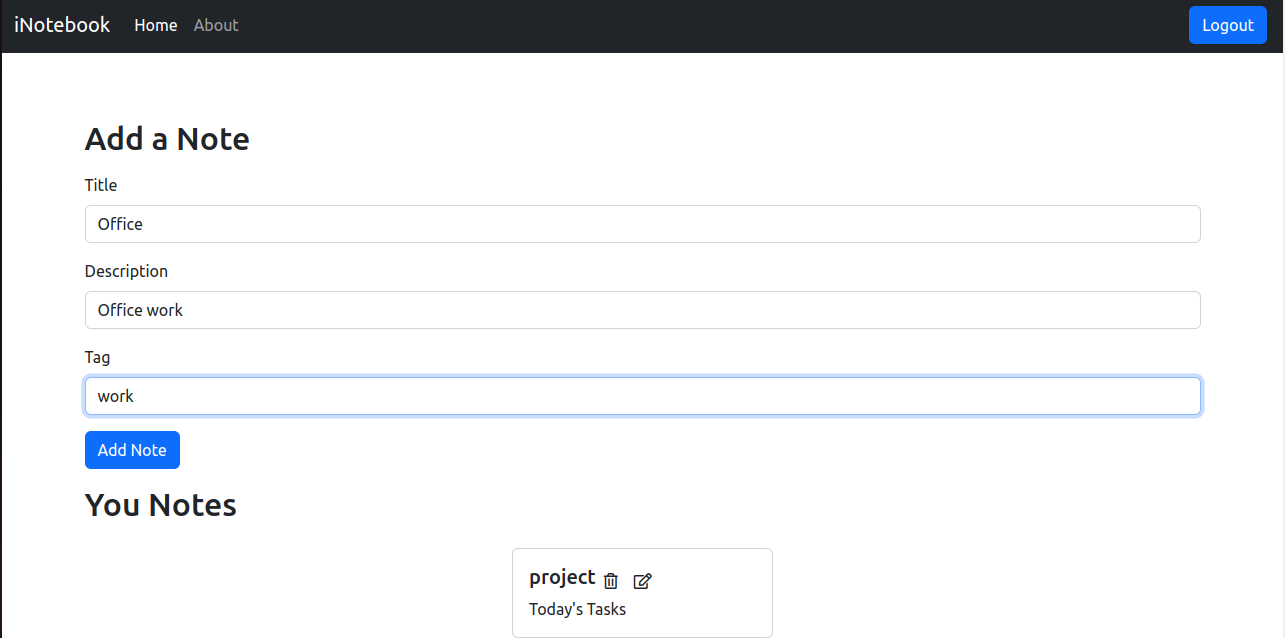 iNotebook Home About Logout
Add a Note
Title
Office
Description
Office work
Tag
work
Add Note
You Notes
project
Today's Tasks